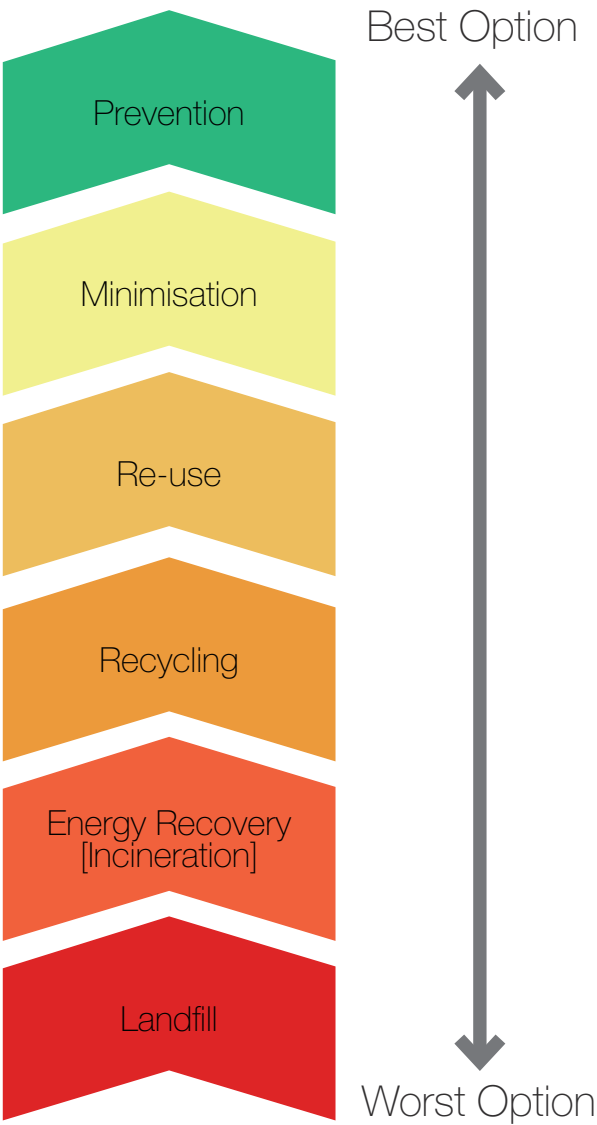 Best Option
Prevention
Minimisation
Re-use
Recycling
Energy Recovery
[Incineration]
Landfill
Worst Option